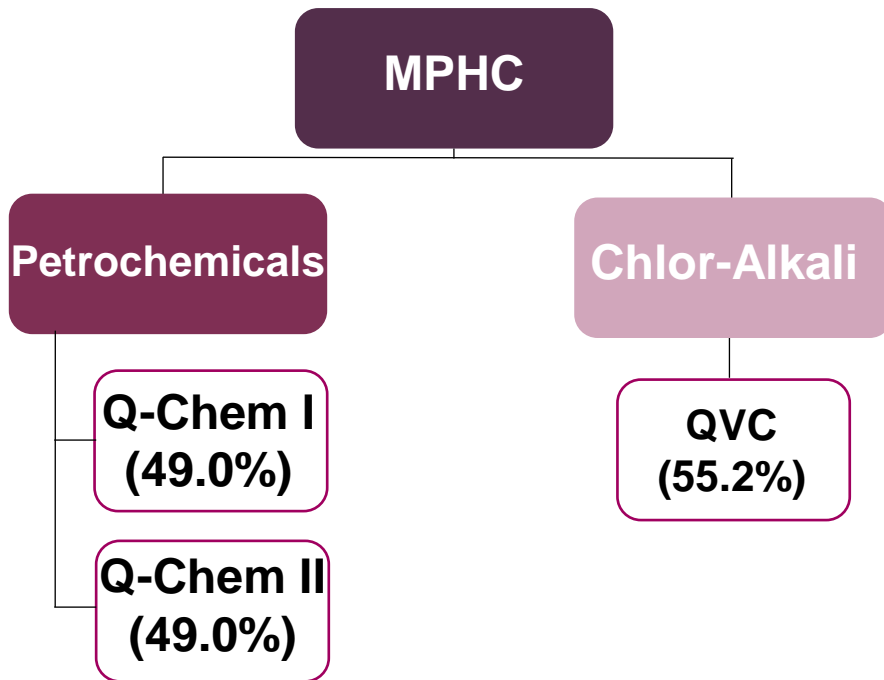 MPHC
Petrochemicals
Chlor-Alkali
Q-Chem I
(49.0%)
QVC
(55.2%)
Q-Chem II
(49.0%)